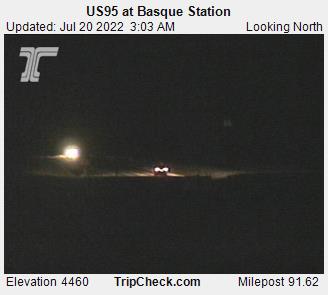 US95 at Basque Station
Updated: Jul 20 2022 3:03 AM Looking North
Elevation 4460 TripCheck.com Milepost 91.62